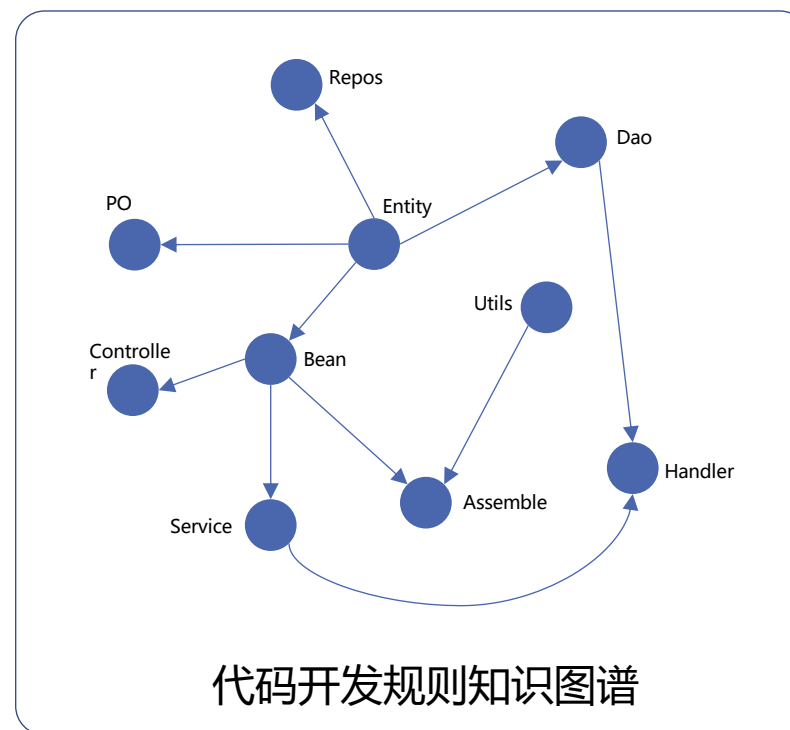 Repos
Dao
PO
Entity
Utils
Controlle
r
Bean
Handler
Assemble
Service
代码开发规则知识图谱